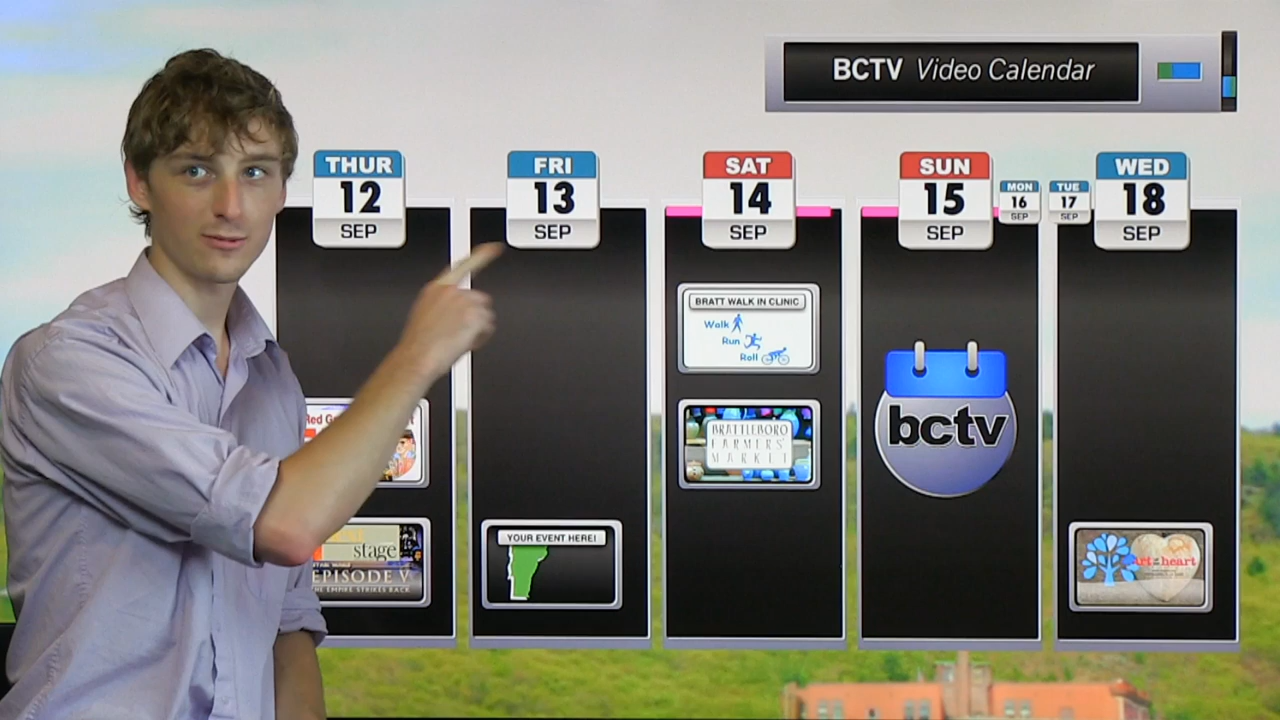 BCTV Video Calendar
THUR
12
SEP
FRI
13
SEP
SAT
14
SEP
SUN
15
SEP
MON
16
SEP
TUE
17
SEP
WED
18
SEP
BRATT WALK IN CLINIC
Walk
Run
Roll
Red
BRATTLEBORO
FARMERS'
MARKET
bctv
stage
EPISODE V
THE EMPIRE STRIKES BACK
YOUR EVENT HERE!
heart